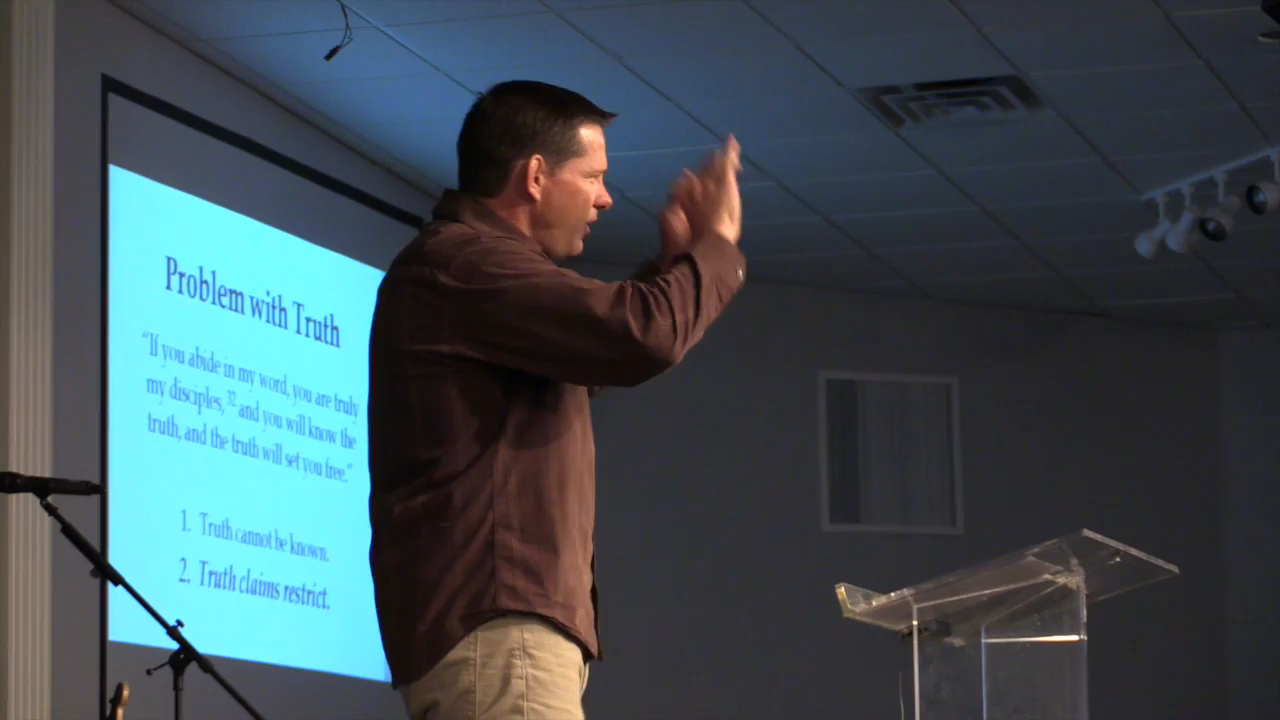 Problem with Truth
“If you abide in my word, you are truly
my disciples, 32 and you will know the
truth, and the truth will set you free.”
1. Truth cannot be known.
2. Truth claims restrict.